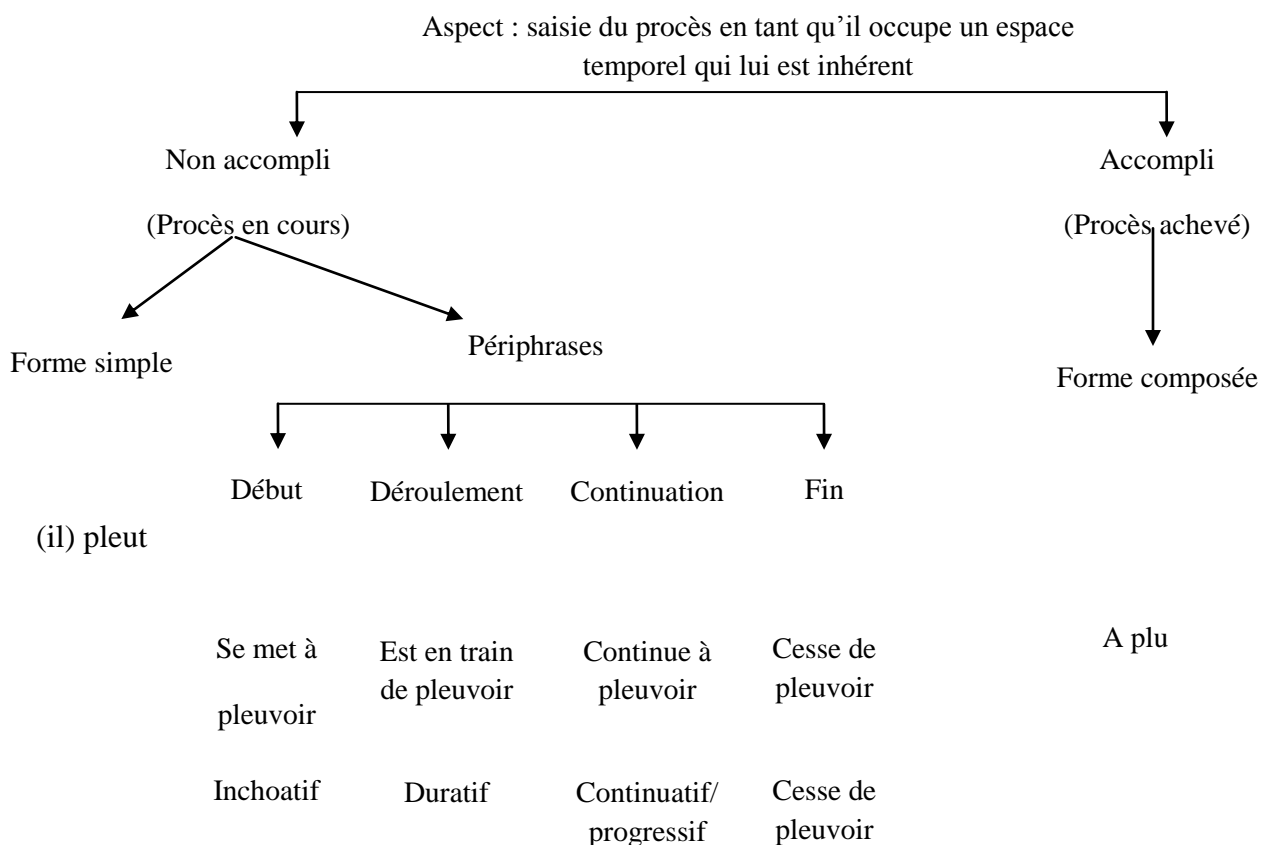 Aspect : saisie du procès en tant qu’il occupe un espace
temporel qui lui est inhérent
Non accompli
Accompli
(Procès en cours)
(Procès achevé)
Forme simple
Périphrases
Forme composée
Début
Déroulement
Continuation
Fin
(il) pleut
Se met à
pleuvoir
Est en train
de pleuvoir
Continue à
pleuvoir
Cesse de
pleuvoir
A plu
Inchoatif
Duratif
Continuatif/
progressif
Cesse de
pleuvoir